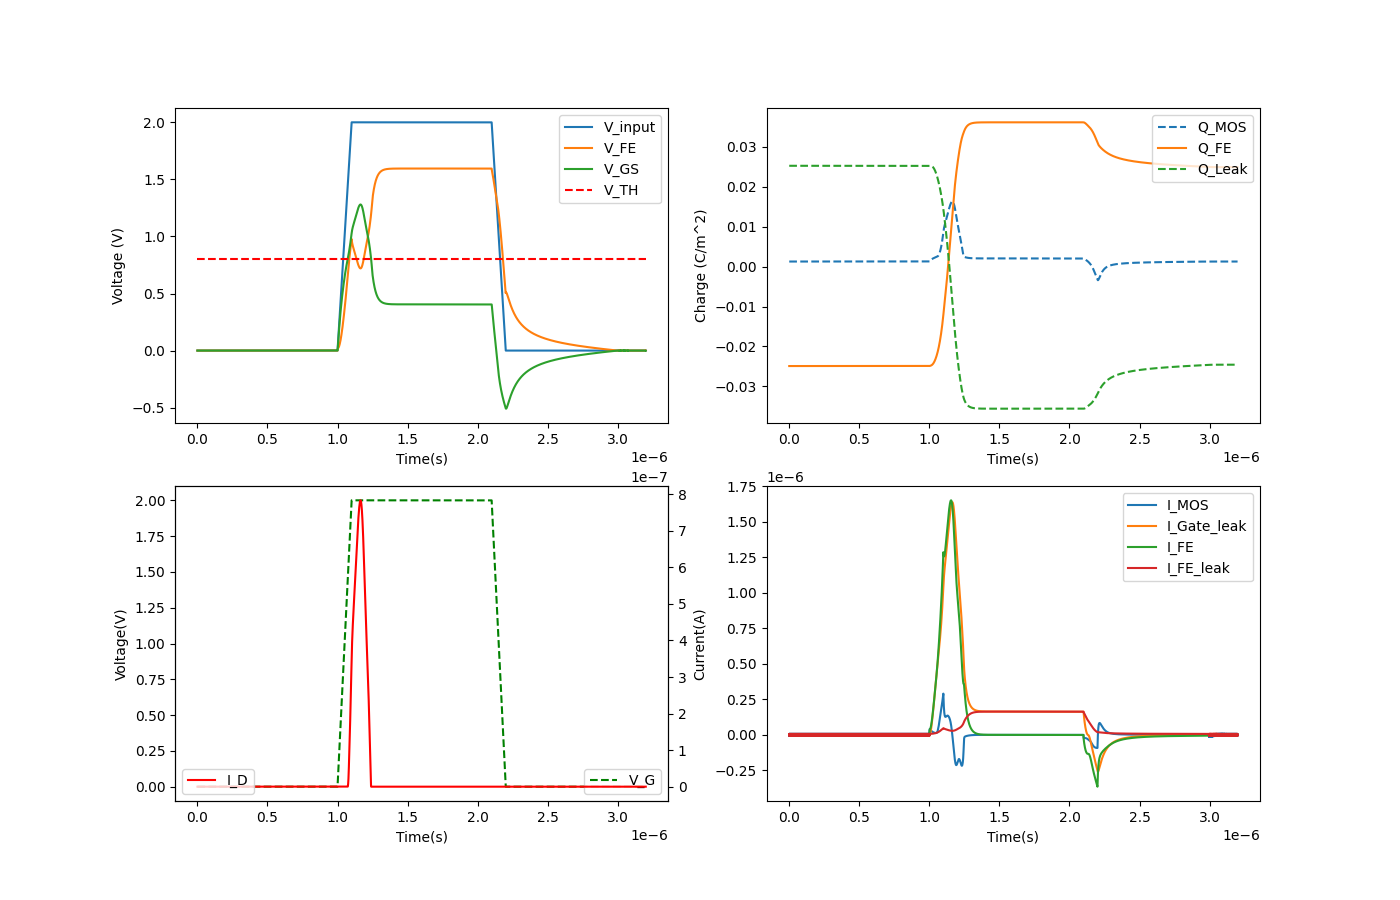 2.0
1.5
1.0
0.5
0.0
−0.5
Voltage (V)
V_input
V_FE
V_GS
V_TH
0.0 0.5 1.0 1.5 2.0 2.5 3.0
Time(s)
1e−6
0.03
0.02
0.01
0.00
−0.01
−0.02
−0.03
Charge (C/m^2)
Q_MOS
Q_FE
Q_Leak
0.0 0.5 1.0 1.5 2.0 2.5 3.0
Time(s)
1e−6
1e−7
2.00
1.75
1.50
1.25
1.00
0.75
0.50
0.25
0.00
Voltage(V)
8
7
6
5
4
3
2
1
0
Current(A)
I_D
V_G
0.0 0.5 1.0 1.5 2.0 2.5 3.0
Time(s)
1e−6
1e−6
1.75
1.50
1.25
1.00
0.75
0.50
0.25
0.00
−0.25
I_MOS
I_Gate_leak
I_FE
I_FE_leak
0.0 0.5 1.0 1.5 2.0 2.5 3.0
Time(s)
1e−6